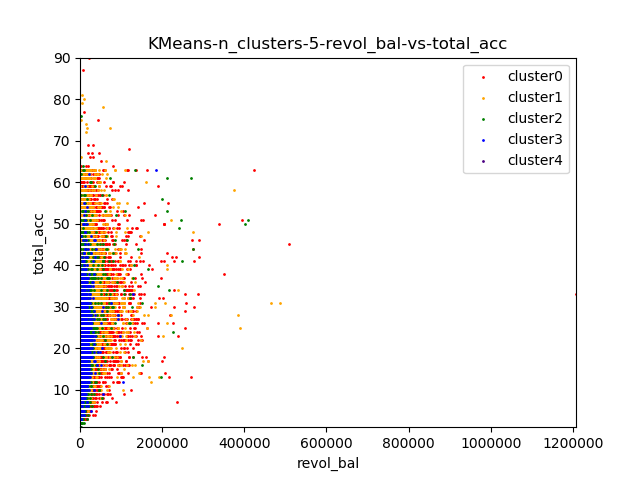 KMeans-n_clusters-5-revol_bal-vs-total_acc
cluster0
cluster1
cluster2
cluster3
cluster4
90
80
70
60
50
40
30
20
10
total_acc
0 200000 400000 600000 800000 1000000 1200000
revol_bal